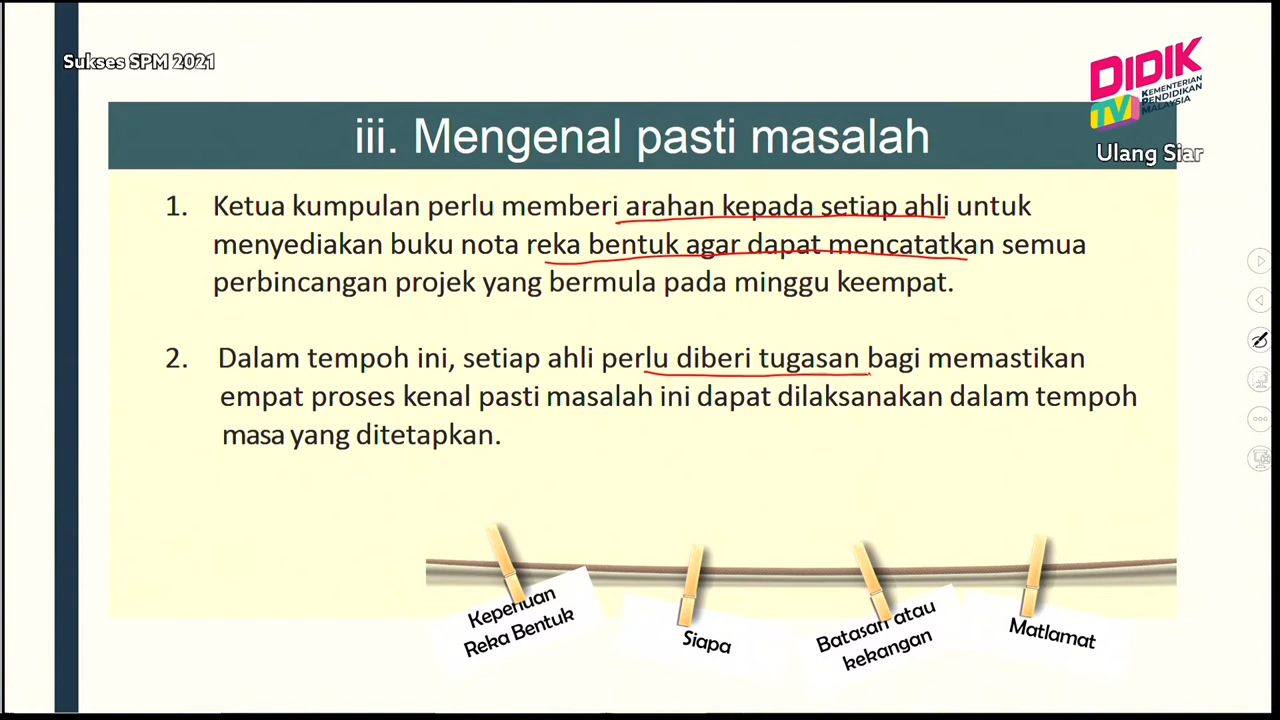 Sukses SPM 2021
DIDIK
TV
KEMENTERIAN
PENDIDIKAN
MALAYSIA
Ulang Siar
iii. Mengenal pasti masalah
1. Ketua kumpulan perlu memberi arahan kepada setiap ahli untuk
menyediakan buku nota reka bentuk agar dapat mencatatkan semua
perbincangan projek yang bermula pada minggu keempat.
2. Dalam tempoh ini, setiap ahli perlu diberi tugasan bagi memastikan
empat proses kenal pasti masalah ini dapat dilaksanakan dalam tempoh
masa yang ditetapkan.
Keperluan
Reka Bentuk
Siapa
Batasan atau
kekangan
Matlamat